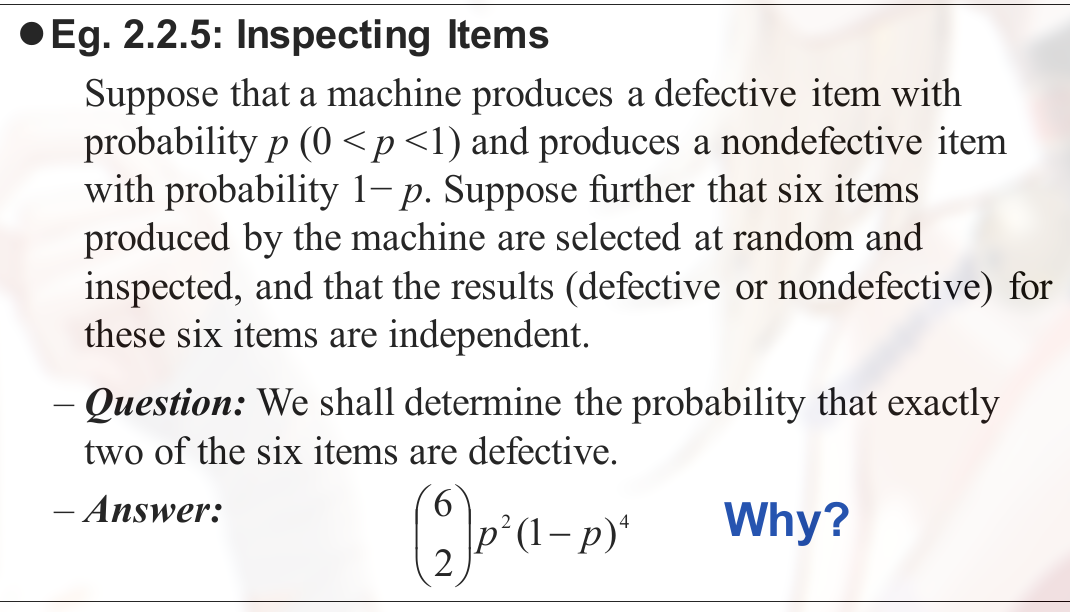 ● Eg. 2.2.5: Inspecting Items
Suppose that a machine produces a defective item with
probability p (0 < p <1) and produces a nondefective item
with probability 1− p. Suppose further that six items
produced by the machine are selected at random and
inspected, and that the results (defective or nondefective) for
these six items are independent.
– Question: We shall determine the probability that exactly
two of the six items are defective.
– Answer: \binom{6}{2} p^2 (1− p)^4 Why?